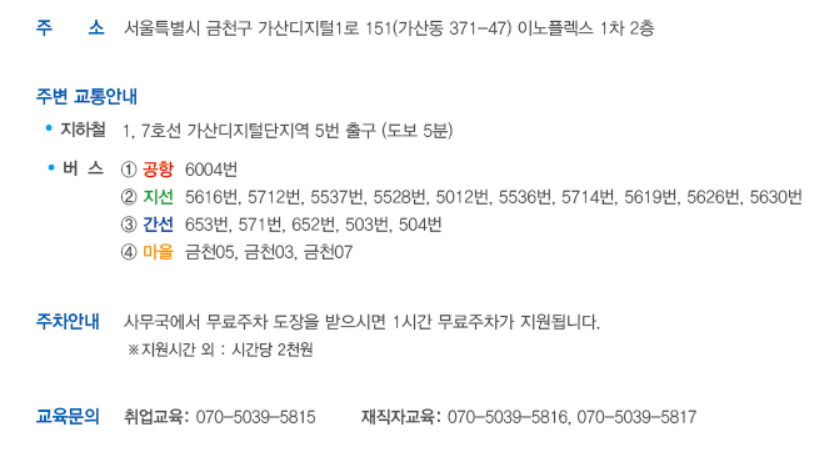 주 소 서울특별시 금천구 가산디지털1로 151(가산동 371-47) 이노플렉스 1차 2층
주변 교통안내
• 지하철 1, 7호선 가산디지털단지역 5번 출구 (도보 5분)
• 버 스 ① 공항 6004번
② 지선 5616번, 5712번, 5537번, 5528번, 5012번, 5536번, 5714번, 5619번, 5626번, 5630번
③ 간선 653번, 571번, 652번, 503번, 504번
④ 마을 금천05, 금천03, 금천07
주차안내 사무국에서 무료주차 도장을 받으시면 1시간 무료주차가 지원됩니다.
※지원시간 외 : 시간당 2천원
교육문의 취업교육: 070-5039-5815 재직자교육: 070-5039-5816, 070-5039-5817